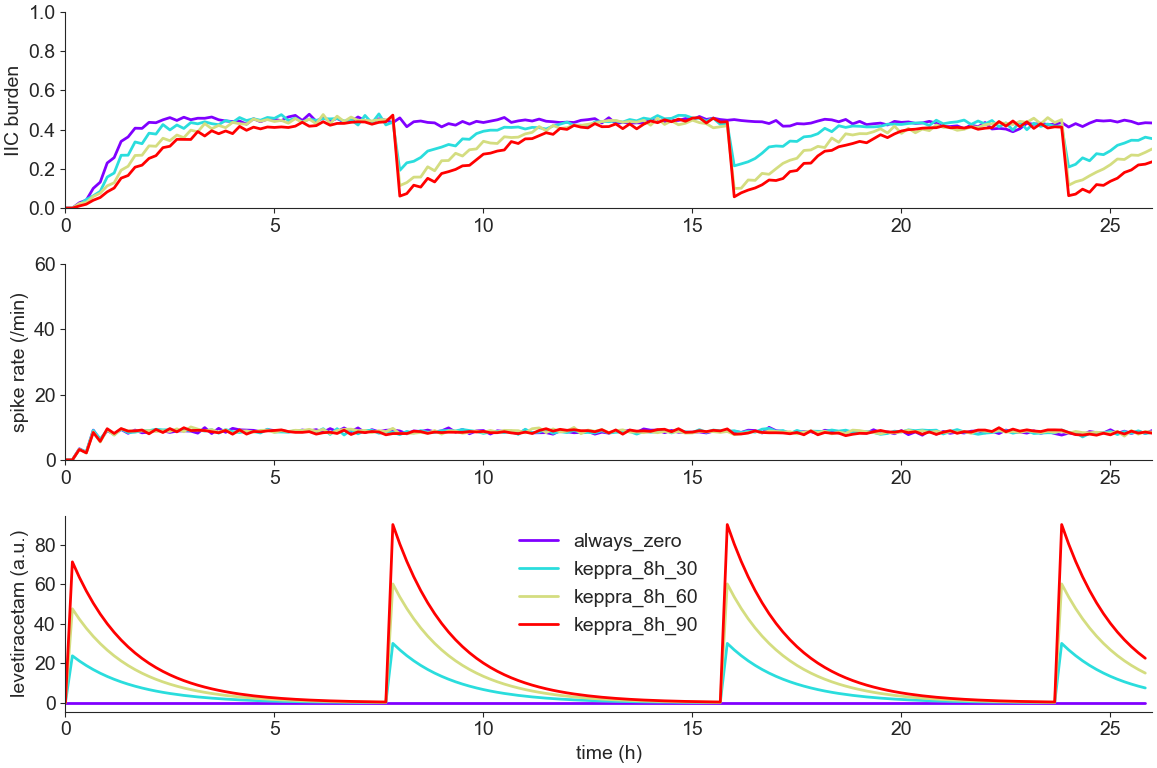 1.0
0.8
0.6
0.4
0.2
0.0
IIC burden
0 5 10 15 20 25
60
40
20
0
spike rate (/min)
0 5 10 15 20 25
80
60
40
20
0
levetiracetam (a.u.)
always_zero
keppra_8h_30
keppra_8h_60
keppra_8h_90
0 5 10 15 20 25
time (h)